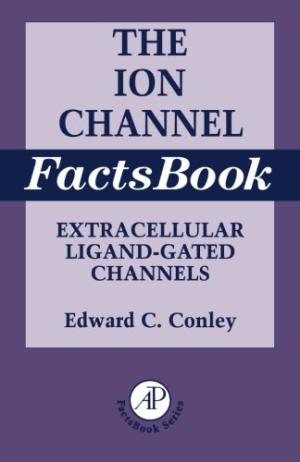 THE
ION
CHANNEL
FactsBook
EXTRACELLULAR
LIGAND-GATED
CHANNELS
Edward C. Conley
AP
FactsBook Series